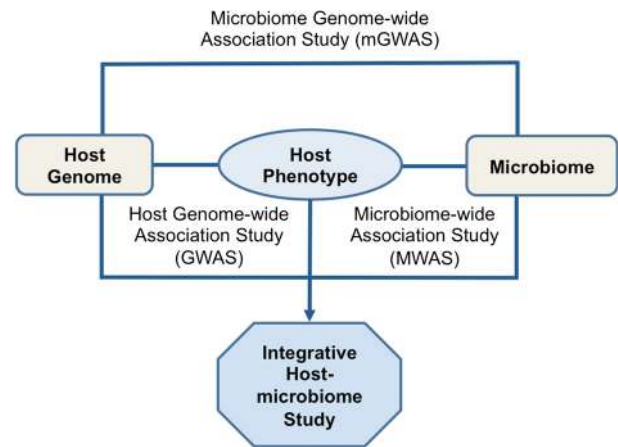 Microbiome Genome-wide
Association Study (mGWAS)
Host
Genome
Host
Phenotype
Microbiome
Host Genome-wide
Association Study
(GWAS)
Microbiome-wide
Association Study
(MWAS)
Integrative
Host-
microbiome
Study